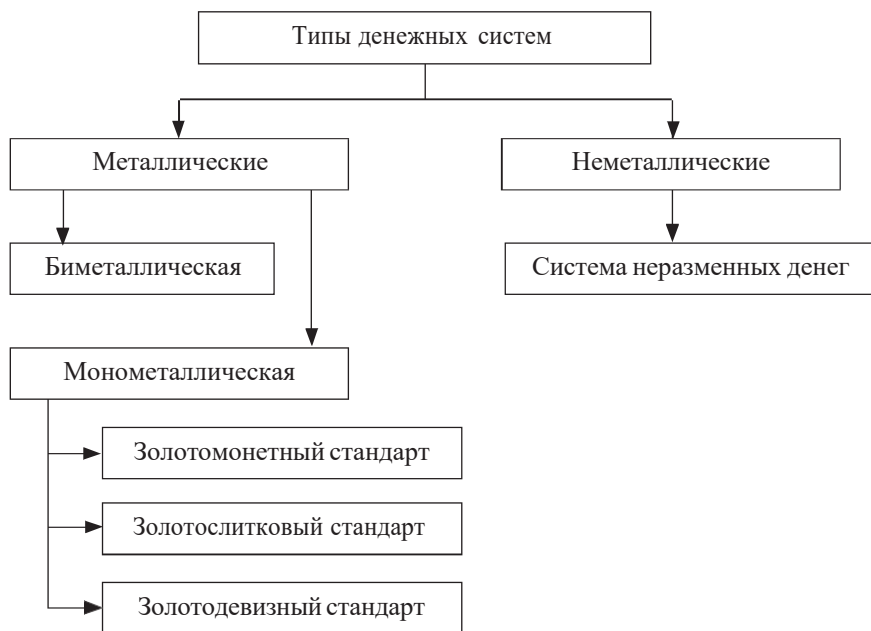 Типы денежных систем
Металлические
Неметаллические
Биметаллическая
Система неразменных денег
Монометаллическая
Золотомонетный стандарт
Золотослитковый стандарт
Золотодевизный стандарт